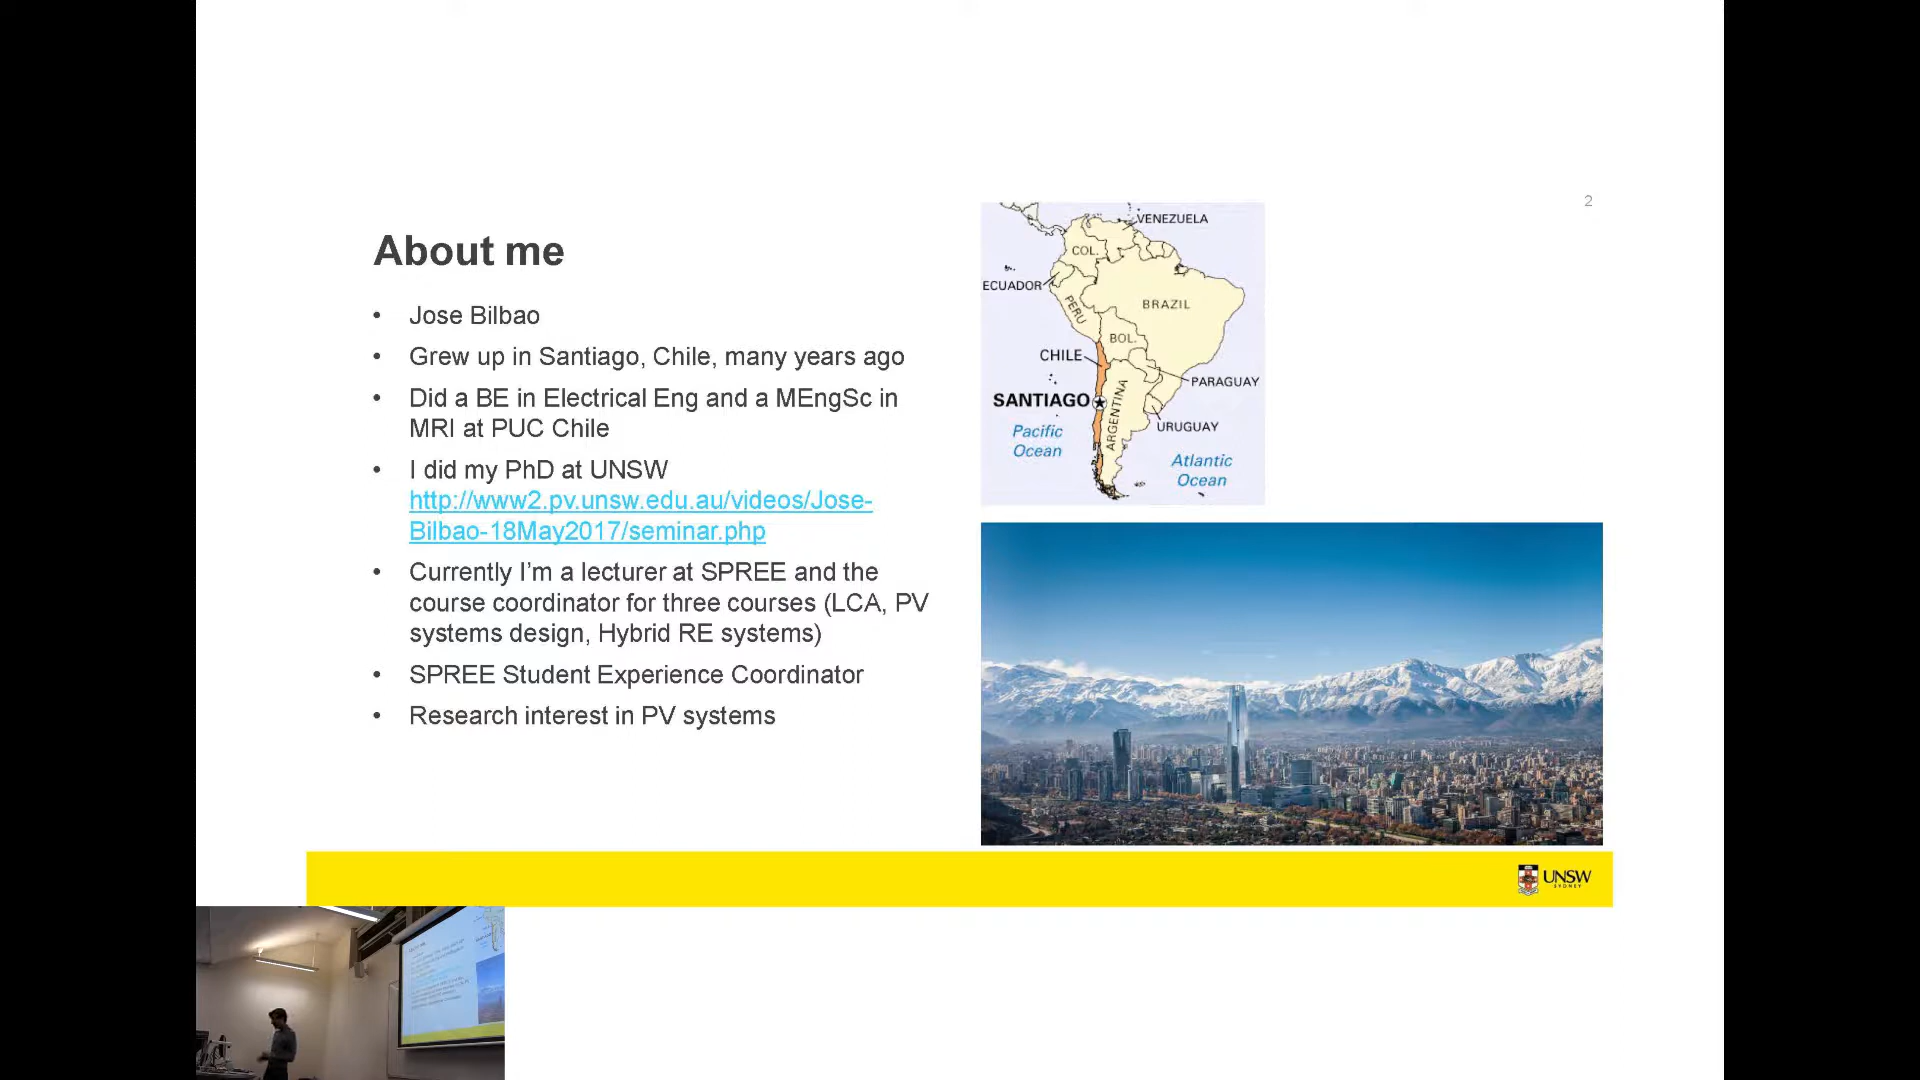 2
About me
• Jose Bilbao
• Grew up in Santiago, Chile, many years ago
• Did a BE in Electrical Eng and a MEngSc in
MRI at PUC Chile
• I did my PhD at UNSW
http://www2.pv.unsw.edu.au/videos/Jose-
Bilbao-18May2017/seminar.php
• Currently I'm a lecturer at SPREE and the
course coordinator for three courses (LCA, PV
systems design, Hybrid RE systems)
• SPREE Student Experience Coordinator
• Research interest in PV systems
VENEZUELA
COL.
ECUADOR
PERU
BRAZIL
BOL.
CHILE
PARAGUAY
SANTIAGO
ARGENTINA
URUGUAY
Pacific
Ocean
Atlantic
Ocean
UNSW
SYDNEY